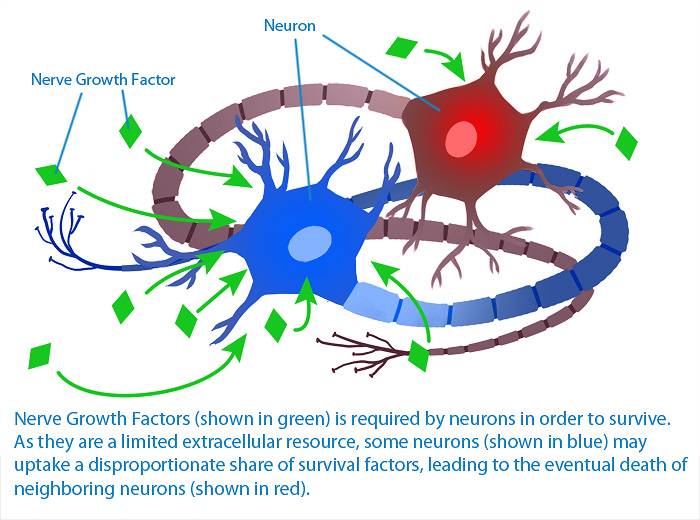 Neuron
Nerve Growth Factor
Nerve Growth Factors (shown in green) is required by neurons in order to survive.
As they are a limited extracellular resource, some neurons (shown in blue) may
uptake a disproportionate share of survival factors, leading to the eventual death of
neighboring neurons (shown in red).